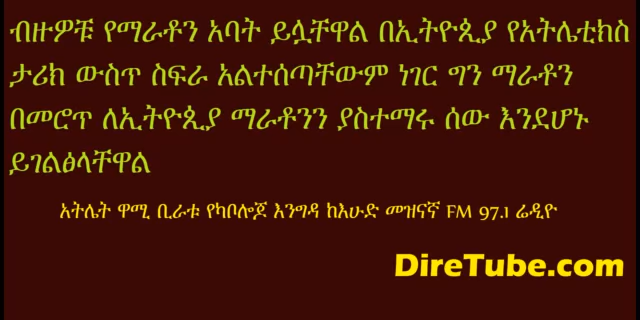 ብዙዎቹ የማራቶን አባት ይሏቸዋል በኢትዮጲያ የአትሌቲክስ
ታሪክ ውስጥ ስፍራ አልተሰጣቸውም ነገር ግን ማራቶን
በመሮጥ ለኢትዮጲያ ማራቶንን ያስተማሩ ሰው እንደሆኑ
ይገልፅላቸዋል
አትሌት ዋሚ ቢራቱ የካቦሎጆ እንግዳ ከእሁድ መዝናኛ FM 97.1 ሬዲዮ
DireTube.com